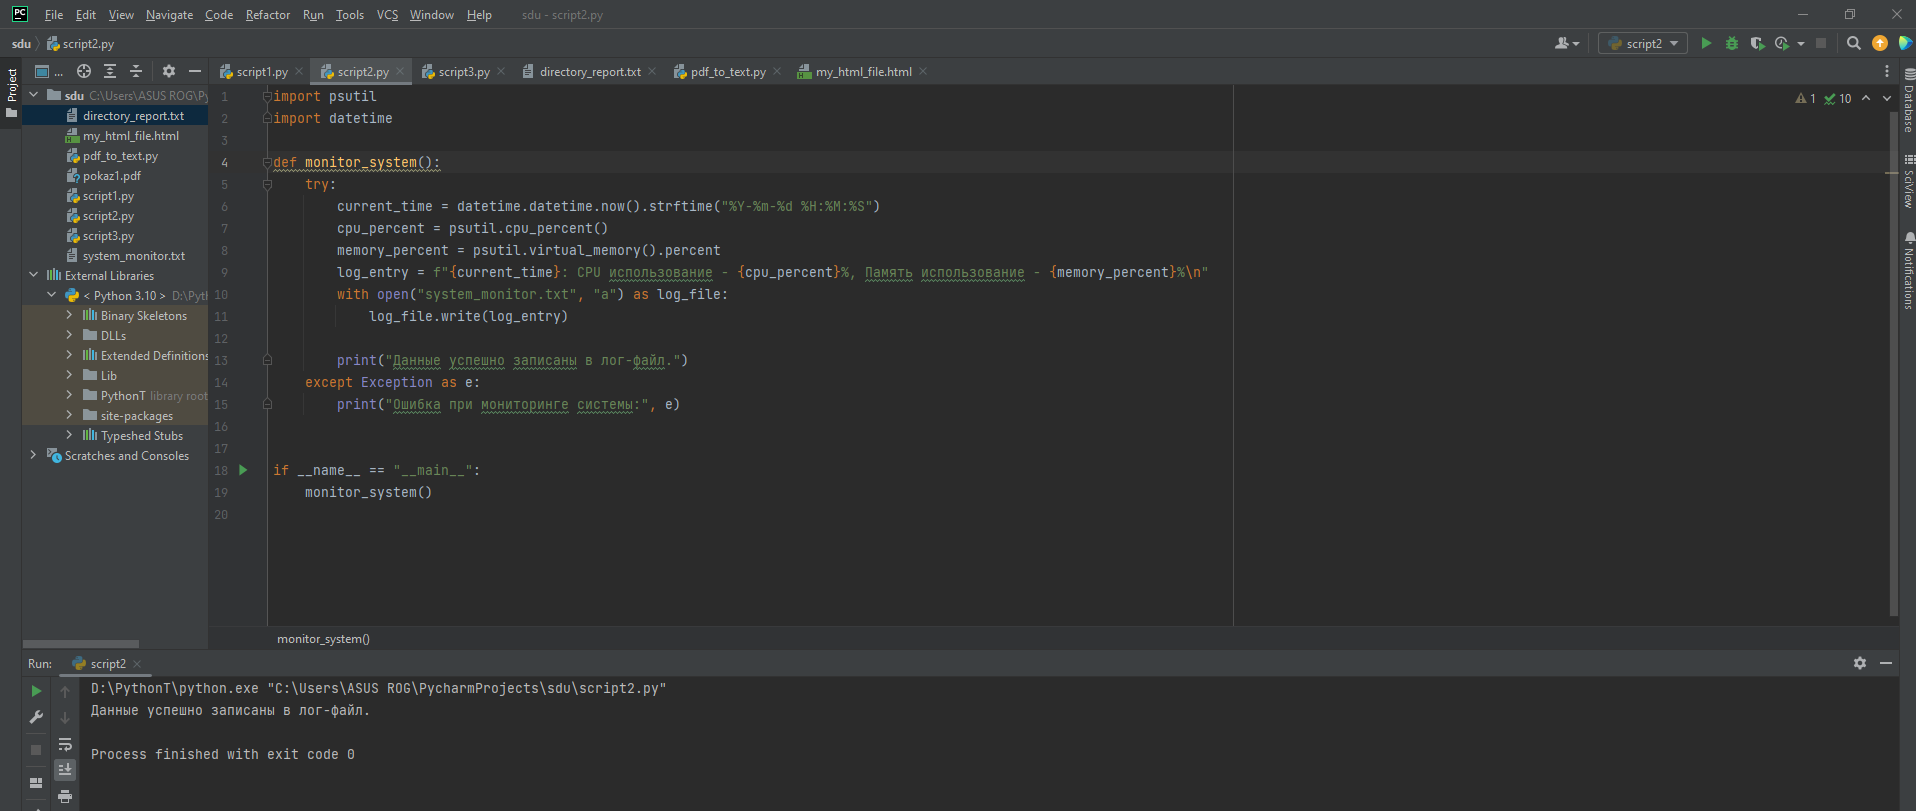 PC File Edit View Navigate Code Refactor Run Tools VCS Window Help sdu - script2.py
sdu script2.py script2
Project
... script1.py script2.py script3.py directory_report.txt pdf_to_text.py my_html_file.html
sdu C:\Users\ASUS ROG\Py
directory_report.txt
my_html_file.html
pdf_to_text.py
pokaz1.pdf
script1.py
script2.py
script3.py
system_monitor.txt
External Libraries
< Python 3.10 > D:\Pyth
Binary Skeletons
DLLs
Extended Definitions
Lib
PythonT library root
site-packages
Typeshed Stubs
Scratches and Consoles
1 import psutil
2 import datetime
3
4 def monitor_system():
5 try:
6 current_time = datetime.datetime.now().strftime("%Y-%m-%d %H:%M:%S")
7 cpu_percent = psutil.cpu_percent()
8 memory_percent = psutil.virtual_memory().percent
9 log_entry = f"{current_time}: CPU использование - {cpu_percent}%, Память использование - {memory_percent}%\n"
10 with open("system_monitor.txt", "a") as log_file:
11 log_file.write(log_entry)
12
13 print("Данные успешно записаны в лог-файл.")
14 except Exception as e:
15 print("Ошибка при мониторинге системы:", e)
16
17
18 if __name__ == "__main__":
19 monitor_system()
20
1 10
Database
SciView
Notifications
monitor_system()
Run: script2
D:\PythonT\python.exe "C:\Users\ASUS ROG\PycharmProjects\sdu\script2.py"
Данные успешно записаны в лог-файл.
Process finished with exit code 0